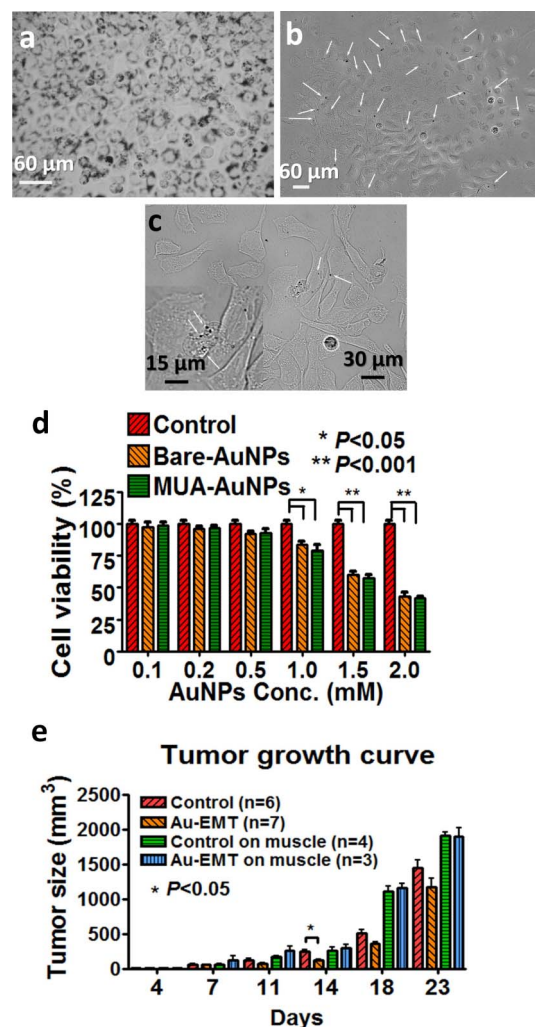 a
60 µm
b
60 µm
c
15 µm
30 µm
d
Control
Bare-AuNPs
MUA-AuNPs
* P<0.05
** P<0.001
Cell viability (%)
125
100
75
50
25
0
* ** **
0.1 0.2 0.5 1.0 1.5 2.0
AuNPs Conc. (mM)
e
Tumor growth curve
Tumor size (mm³)
2500
2000
1500
1000
500
0
Control (n=6)
Au-EMT (n=7)
Control on muscle (n=4)
Au-EMT on muscle (n=3)
* P<0.05
*
4 7 11 14 18 23
Days